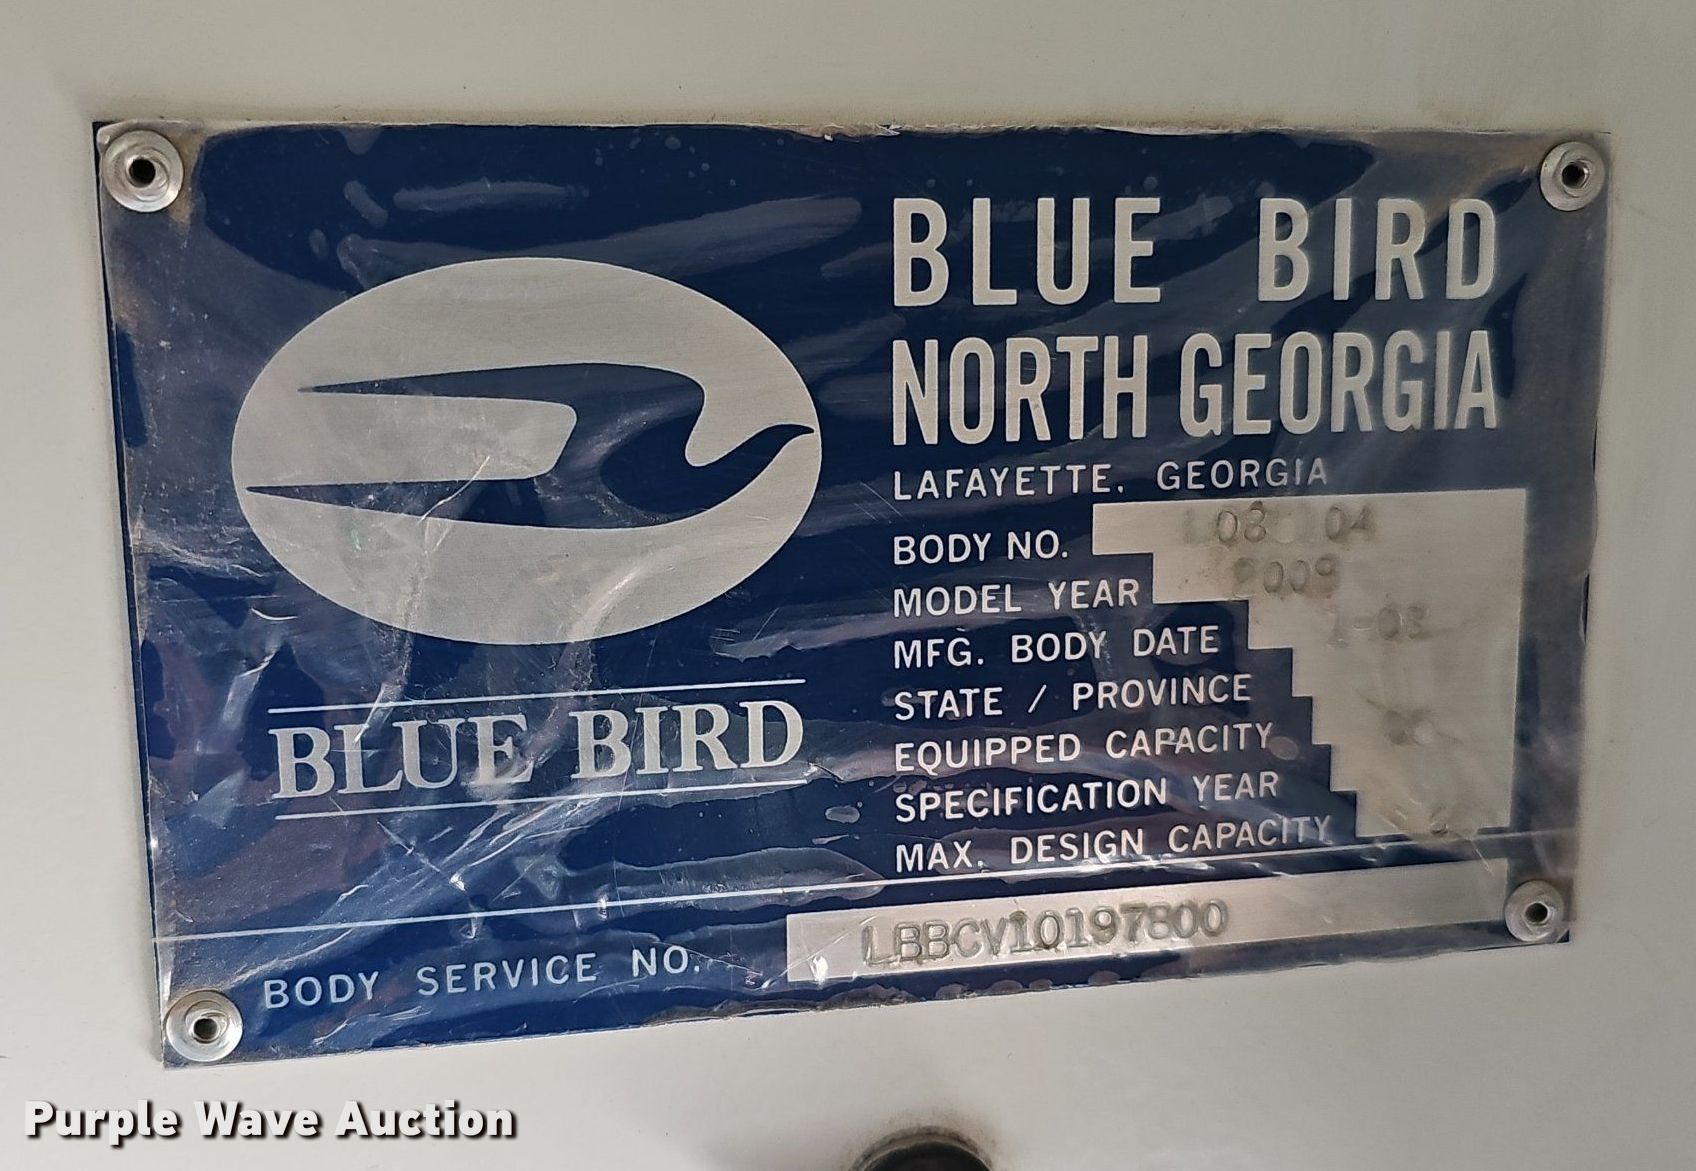 BLUE BIRD
NORTH GEORGIA
LAFAYETTE, GEORGIA
BODY NO.
MODEL YEAR 2009
MFG. BODY DATE
STATE / PROVINCE
EQUIPPED CAPACITY
SPECIFICATION YEAR
MAX. DESIGN CAPACITY
BLUE BIRD
BODY SERVICE NO. LBBCV10197800
Purple Wave Auction